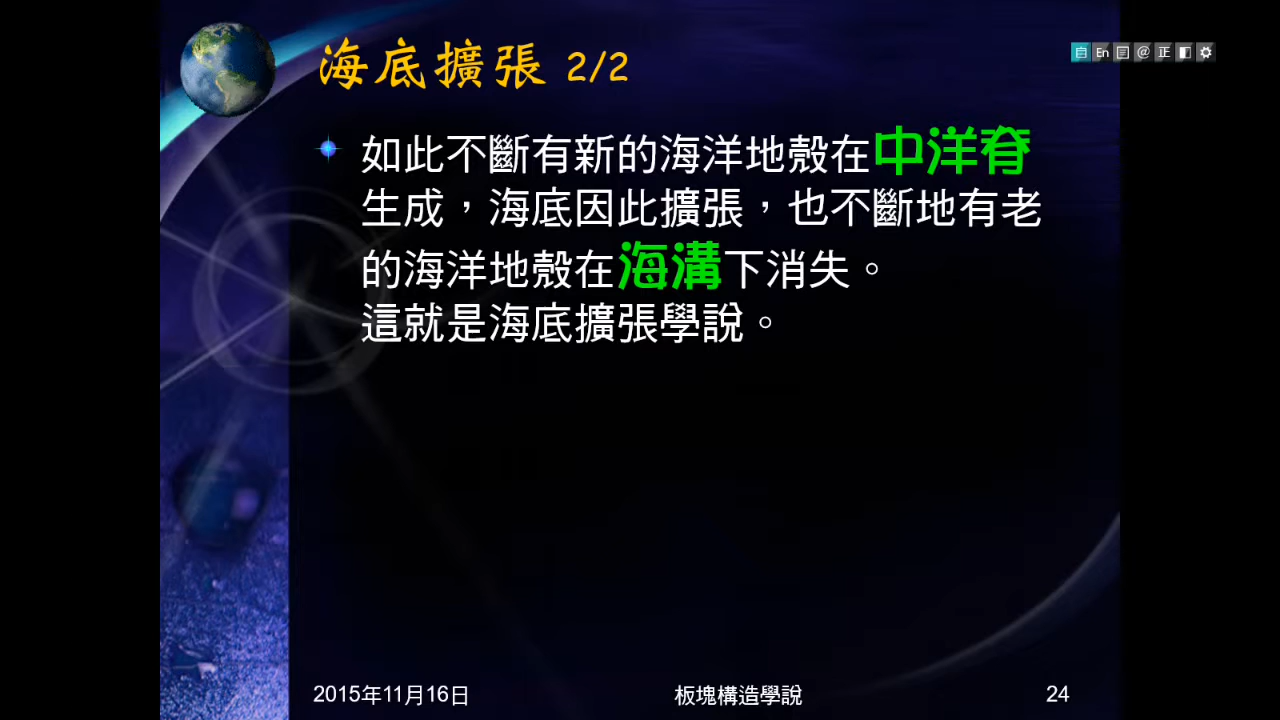 海底擴張 2/2
自 En @ 正
如此不斷有新的海洋地殼在中洋脊
生成，海底因此擴張，也不斷地有老
的海洋地殼在海溝下消失。
這就是海底擴張學說。
2015年11月16日 板塊構造學說 24